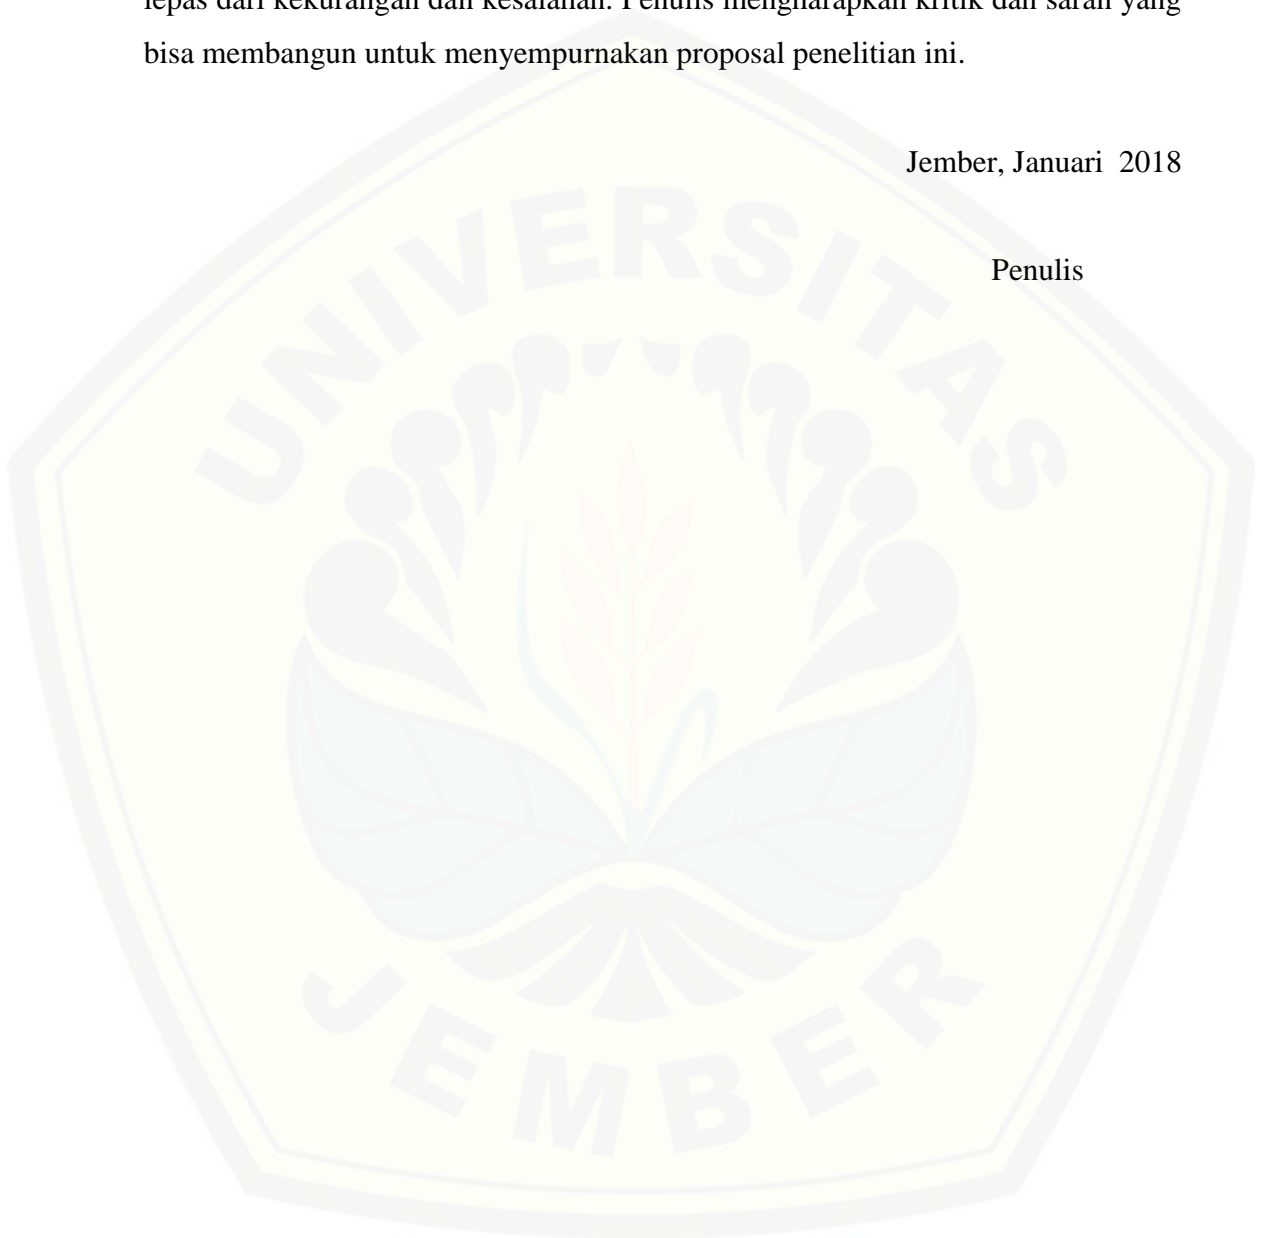 lepas dari kekurangan dan kesalahan. Penulis mengharapkan kritik dan saran yang
bisa membangun untuk menyempurnakan proposal penelitian ini.
Jember, Januari  2018
Penulis
UNIVERSITAS
JEMBER